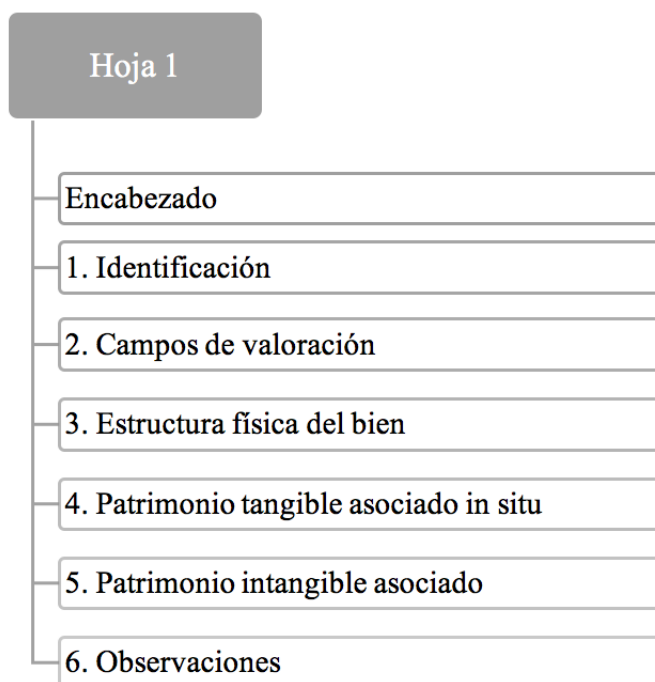 Hoja 1
Encabezado
1. Identificación
2. Campos de valoración
3. Estructura física del bien
4. Patrimonio tangible asociado in situ
5. Patrimonio intangible asociado
6. Observaciones